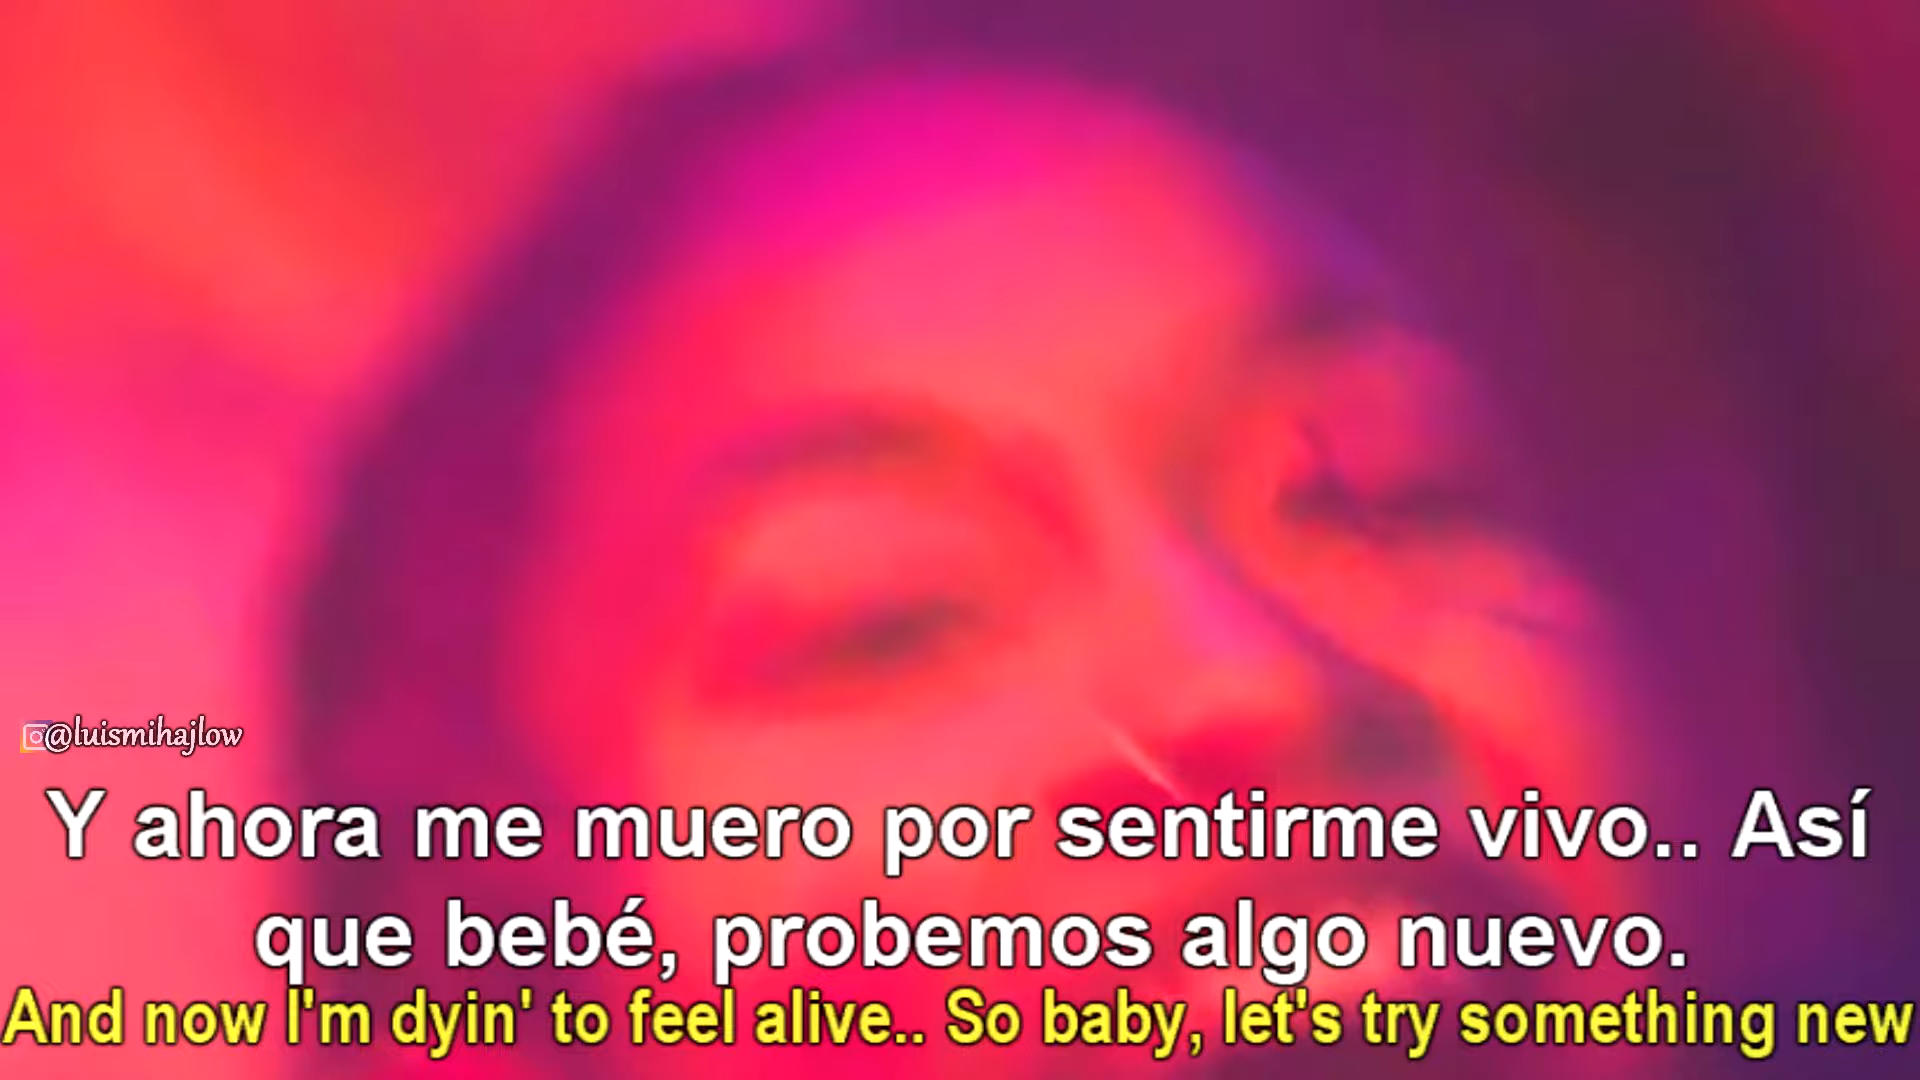 @luismihajlow
Y ahora me muero por sentirme vivo.. Así
que bebé, probemos algo nuevo.
And now I'm dyin' to feel alive.. So baby, let's try something new